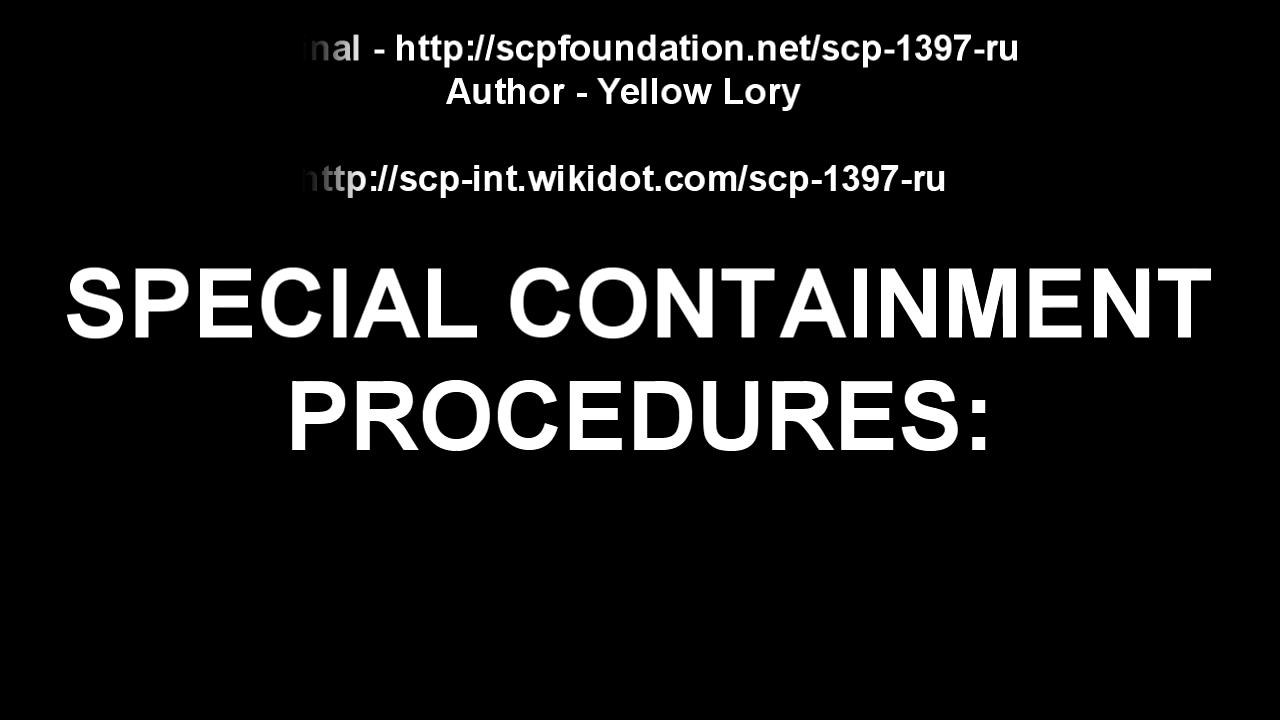 nal - http://scpfoundation.net/scp-1397-ru
Author - Yellow Lory
http://scp-int.wikidot.com/scp-1397-ru
SPECIAL CONTAINMENT
PROCEDURES: